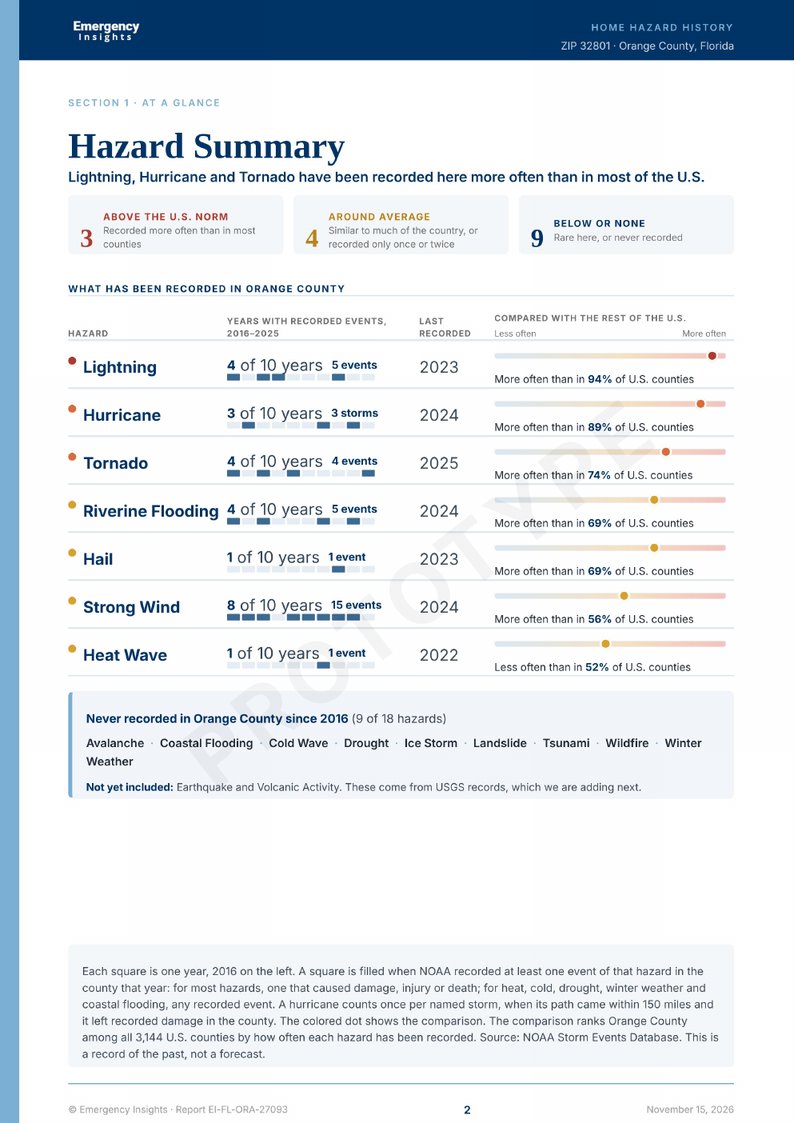 Emergency
Insights
HOME HAZARD HISTORY
ZIP 32801 · Orange County, Florida
SECTION 1 · AT A GLANCE
Hazard Summary
Lightning, Hurricane and Tornado have been recorded here more often than in most of the U.S.
3
ABOVE THE U.S. NORM
Recorded more often than in most
counties
4
AROUND AVERAGE
Similar to much of the country, or
recorded only once or twice
9
BELOW OR NONE
Rare here, or never recorded
WHAT HAS BEEN RECORDED IN ORANGE COUNTY
HAZARD
YEARS WITH RECORDED EVENTS,
2016–2025
LAST
RECORDED
COMPARED WITH THE REST OF THE U.S.
Less often More often
Lightning 4 of 10 years 5 events 2023
More often than in 94% of U.S. counties
Hurricane 3 of 10 years 3 storms 2024
More often than in 89% of U.S. counties
Tornado 4 of 10 years 4 events 2025
More often than in 74% of U.S. counties
Riverine Flooding 4 of 10 years 5 events 2024
More often than in 69% of U.S. counties
Hail 1 of 10 years 1 event 2023
More often than in 69% of U.S. counties
Strong Wind 8 of 10 years 15 events 2024
More often than in 56% of U.S. counties
Heat Wave 1 of 10 years 1 event 2022
Less often than in 52% of U.S. counties
PROTOTYPE
Never recorded in Orange County since 2016 (9 of 18 hazards)
Avalanche · Coastal Flooding · Cold Wave · Drought · Ice Storm · Landslide · Tsunami · Wildfire · Winter
Weather
Not yet included: Earthquake and Volcanic Activity. These come from USGS records, which we are adding next.
Each square is one year, 2016 on the left. A square is filled when NOAA recorded at least one event of that hazard in the
county that year: for most hazards, one that caused damage, injury or death; for heat, cold, drought, winter weather and
coastal flooding, any recorded event. A hurricane counts once per named storm, when its path came within 150 miles and
it left recorded damage in the county. The colored dot shows the comparison. The comparison ranks Orange County
among all 3,144 U.S. counties by how often each hazard has been recorded. Source: NOAA Storm Events Database. This is
a record of the past, not a forecast.
© Emergency Insights · Report EI-FL-ORA-27093
2
November 15, 2026